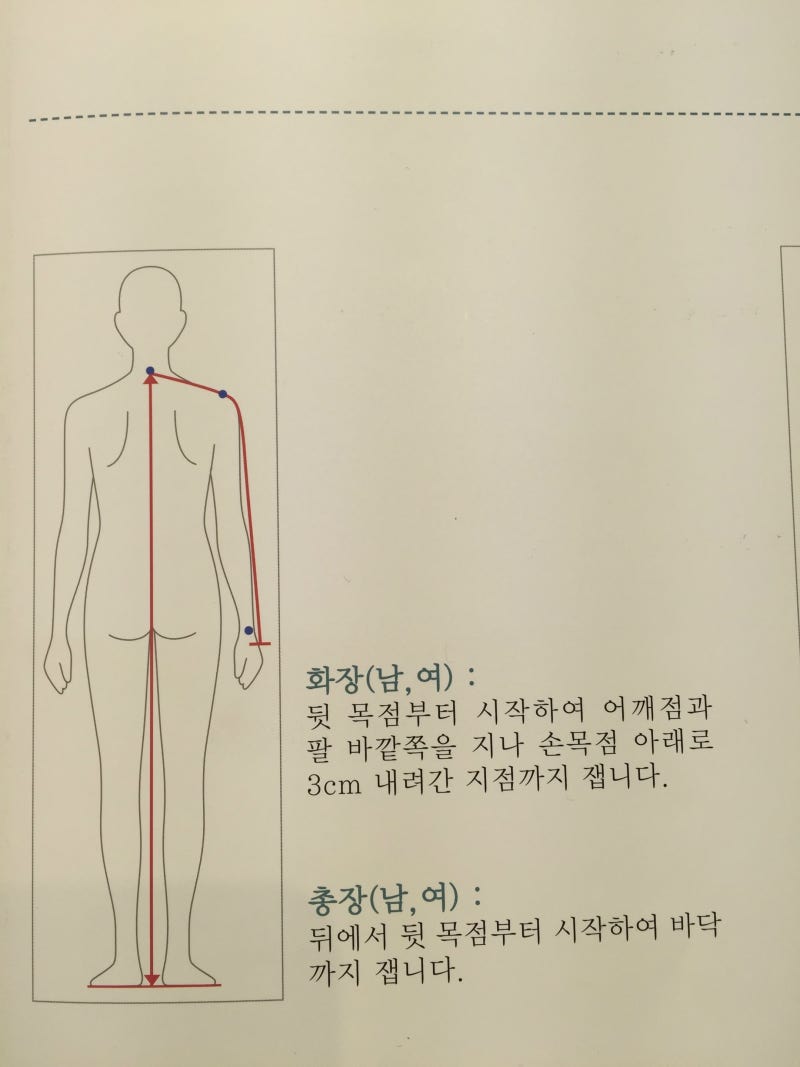 화장(남,여) :
뒷 목점부터 시작하여 어깨점과
팔 바깥쪽을 지나 손목점 아래로
3cm 내려간 지점까지 잽니다.
총장(남,여) :
뒤에서 뒷 목점부터 시작하여 바닥
까지 잽니다.